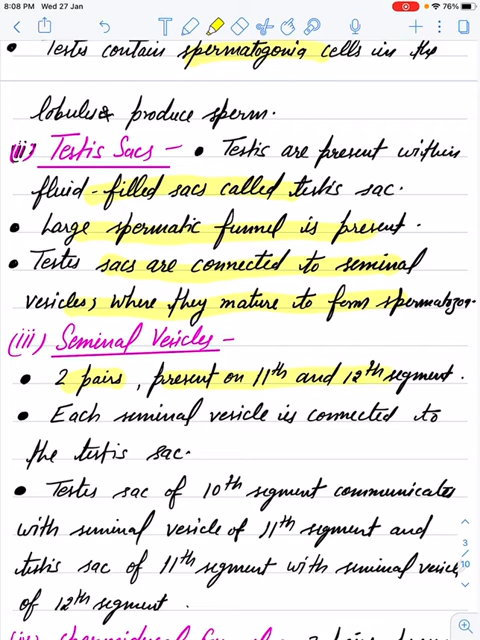 8:08 PM Wed 27 Jan 76%
• Testis contain spermatogonia cells in the
lobules & produce sperm.
(ii) Testis Sacs - • Testis are present within
fluid-filled sacs called testis sac.
• Large spermatic funnel is present.
• Testes sacs are connected to seminal
vesicles, where they mature to form spermatozoa.
(iii) Seminal Vesicles -
• 2 pairs, present on 11th and 12th segment.
• Each seminal vesicle is connected to
the testis sac.
• Testes sac of 10th segment communicates
with seminal vesicle of 11th segment and
testis sac of 11th segment with seminal vesicle
of 12th segment.
3
10